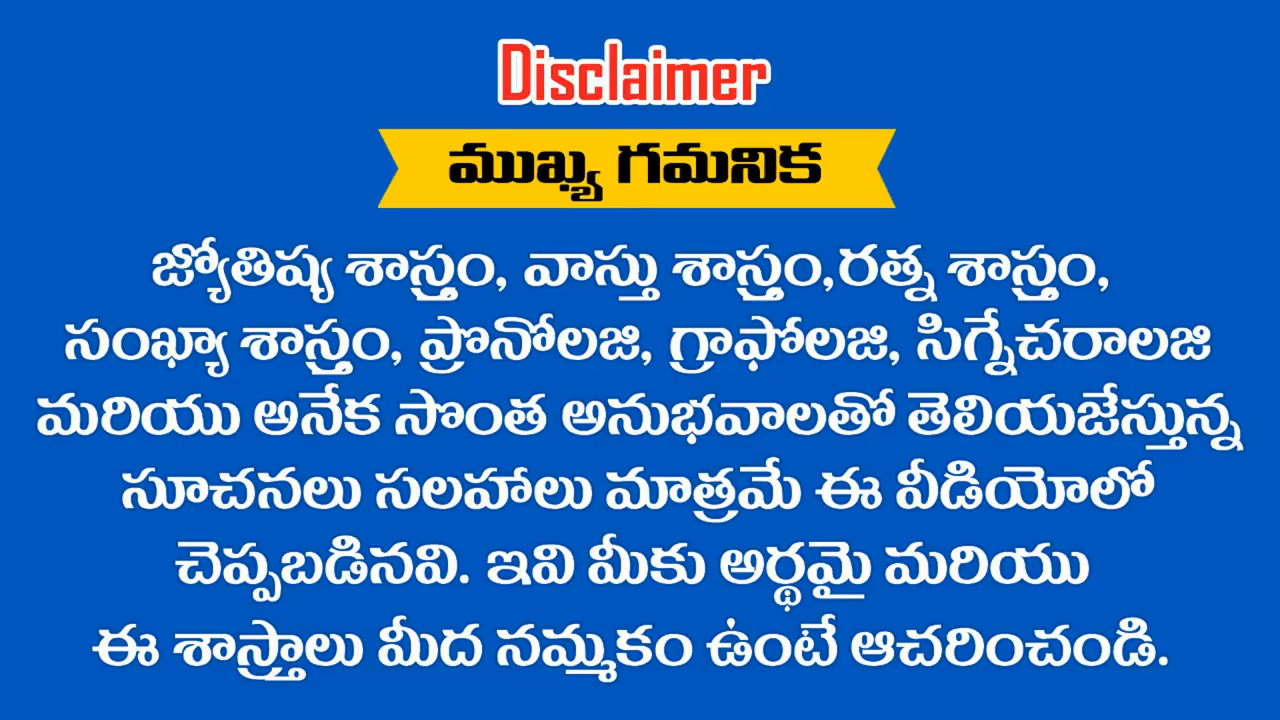 Disclaimer
ముఖ్య గమనిక
జ్యోతిష్య శాస్త్రం, వాస్తు శాస్త్రం,రత్న శాస్త్రం,
సంఖ్యా శాస్త్రం, ప్రొనోలజి, గ్రాఫోలజి, సిగ్నేచరాలజి
మరియు అనేక సొంత అనుభవాలతో తెలియజేస్తున్న
సూచనలు సలహాలు మాత్రమే ఈ వీడియోలో
చెప్పబడినవి. ఇవి మీకు అర్థమై మరియు
ఈ శాస్త్రాలు మీద నమ్మకం ఉంటే ఆచరించండి.